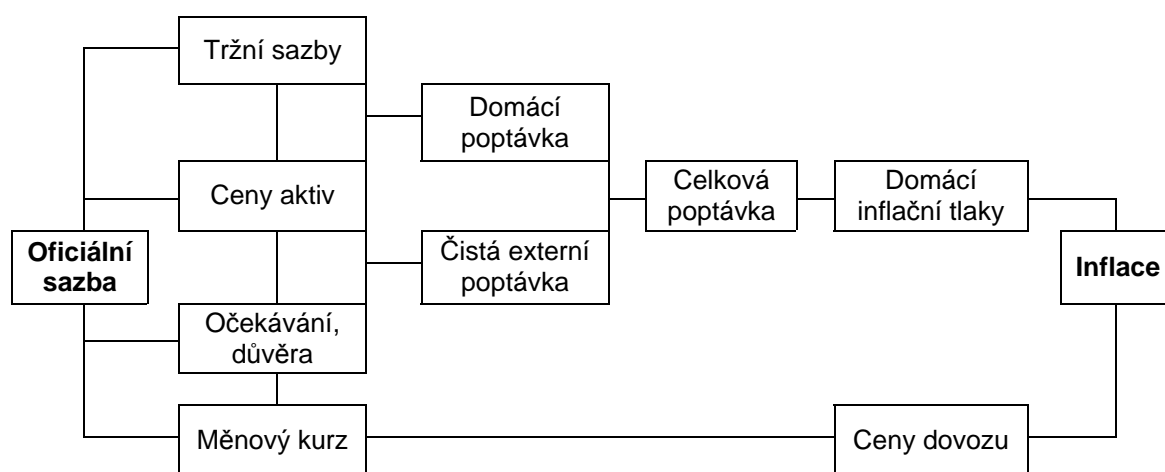 Tržní sazby
Domácí
poptávka
Ceny aktiv
Celková
poptávka
Domácí
inflační tlaky
Oficiální
sazba
Čistá externí
poptávka
Inflace
Očekávání,
důvěra
Měnový kurz
Ceny dovozu